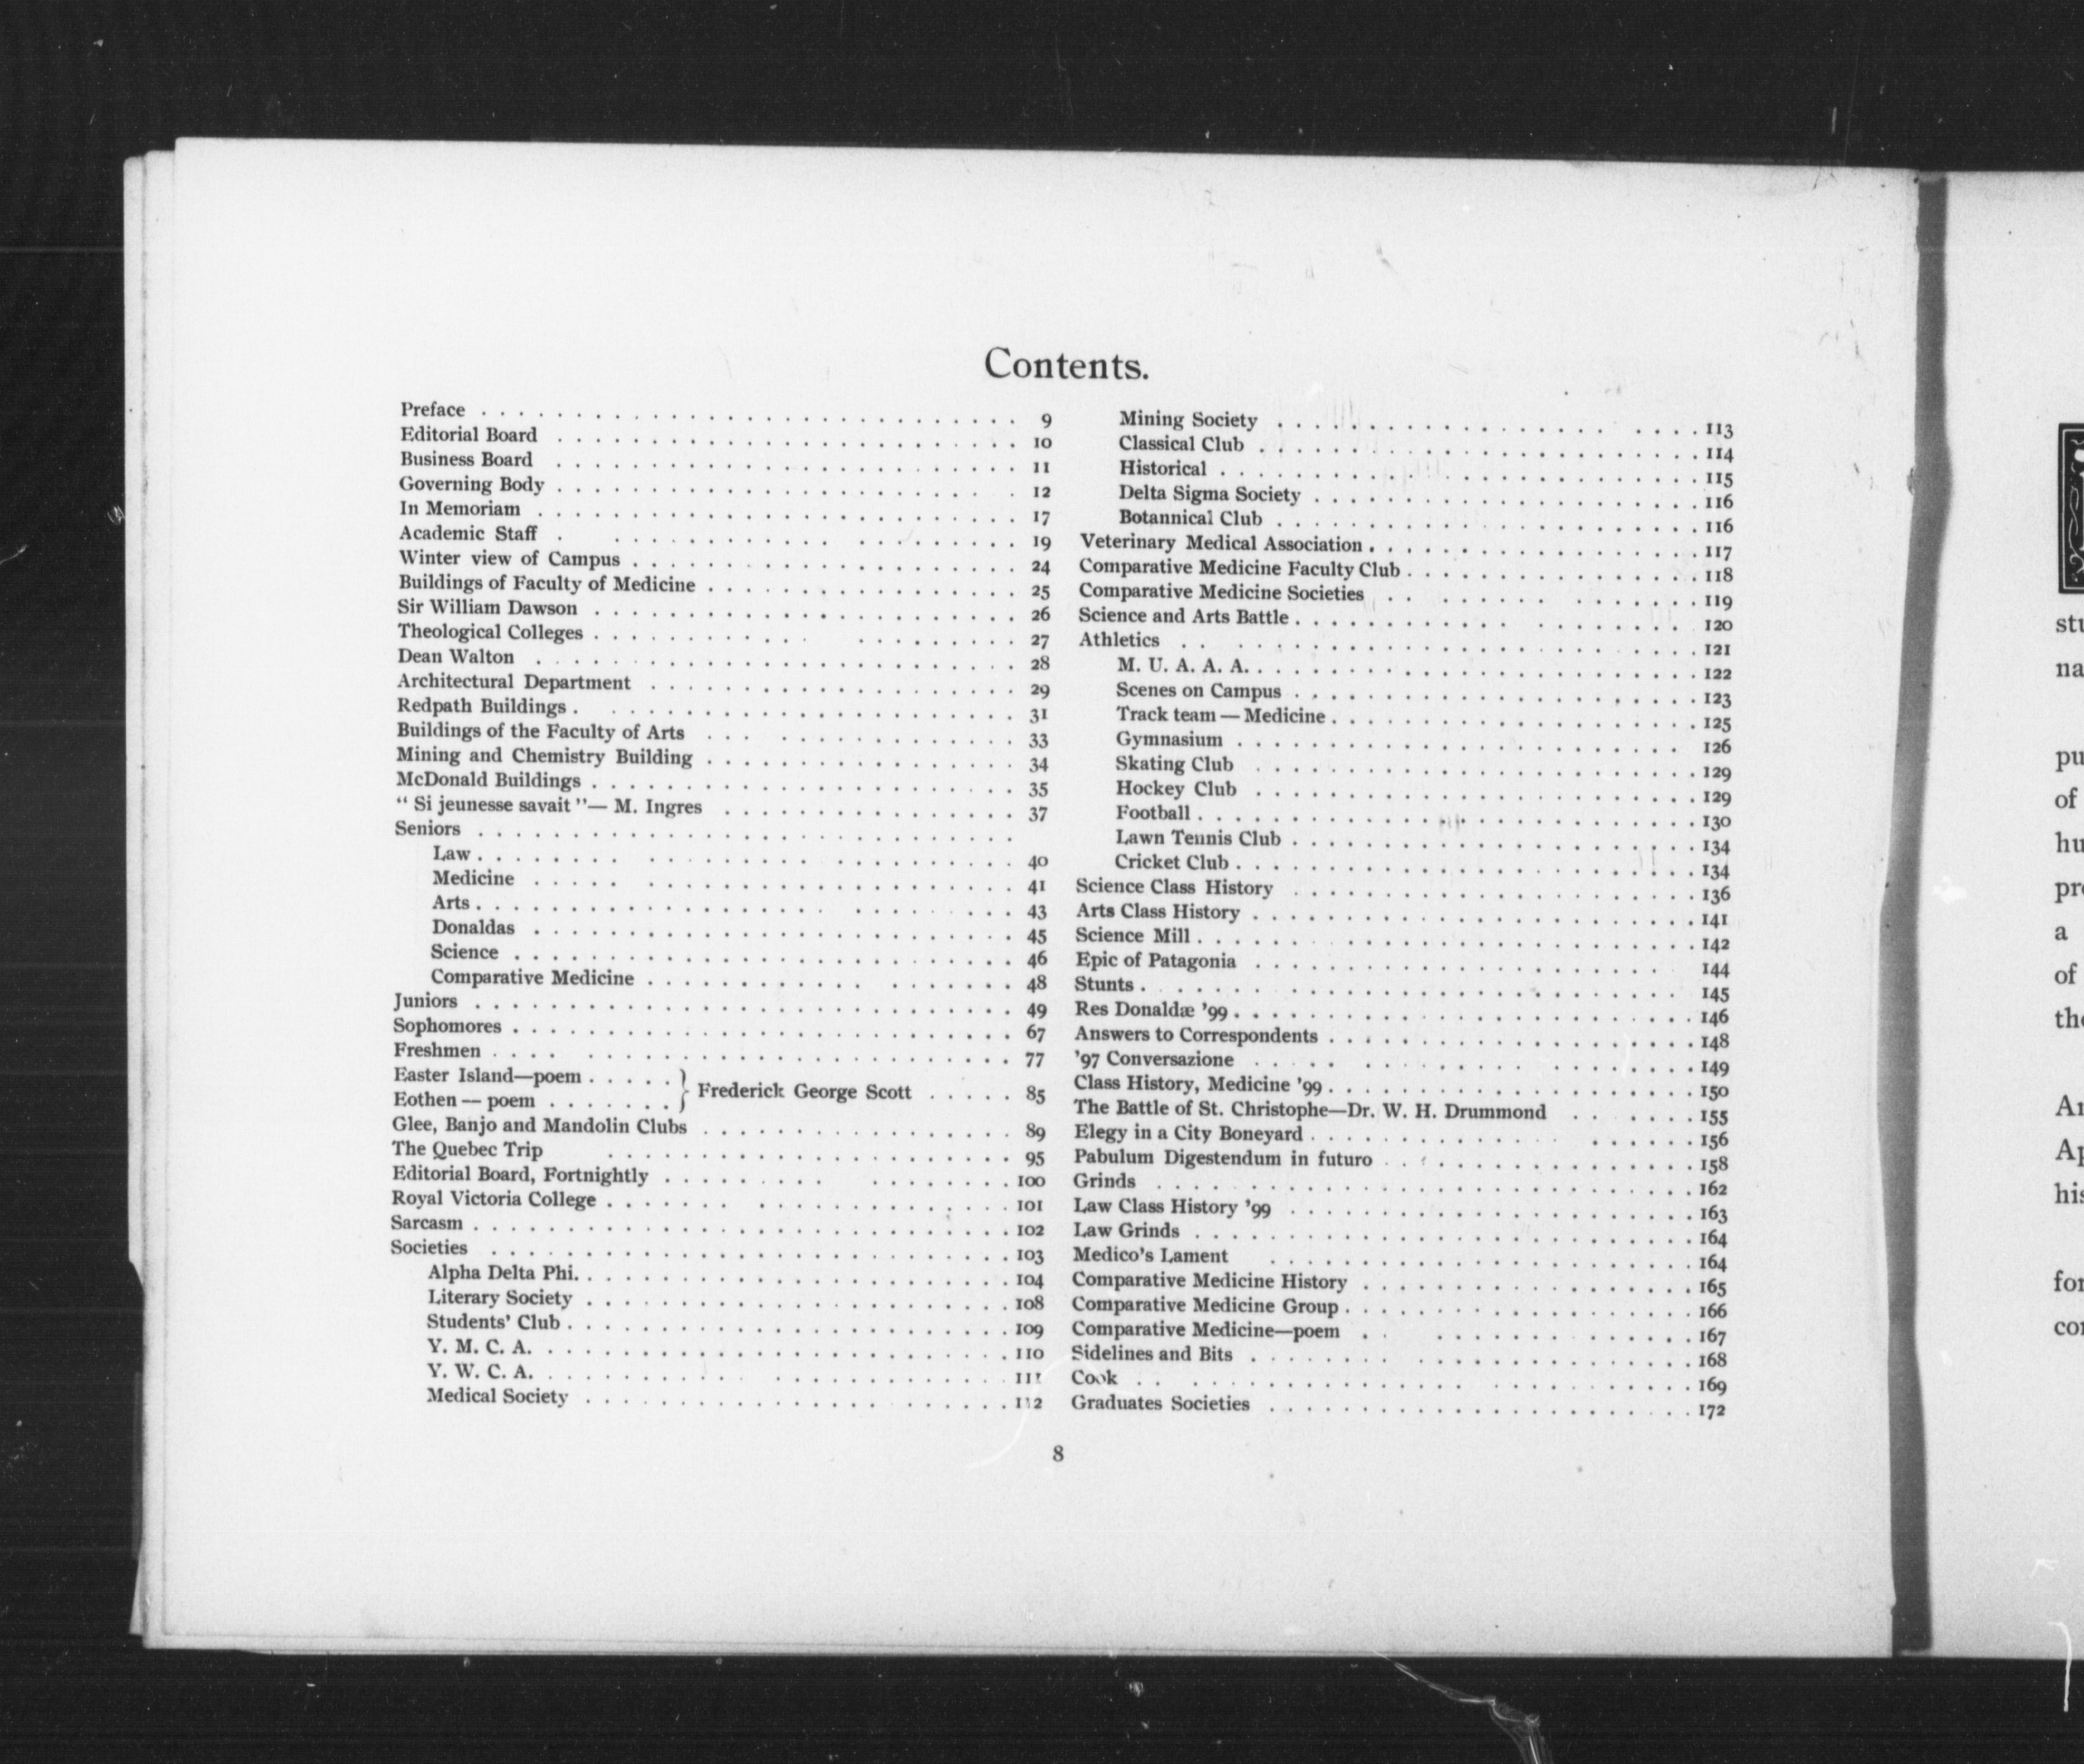 Contents.
Preface . . . . . . . . . . 9
Editorial Board . . . . . . . . . . 10
Business Board . . . . . . . . . . 11
Governing Body . . . . . . . . . . 12
In Memoriam . . . . . . . . . . 17
Academic Staff . . . . . . . . . . 19
Winter view of Campus . . . . . . . . . . 24
Buildings of Faculty of Medicine . . . . . . . . . . 25
Sir William Dawson . . . . . . . . . . 26
Theological Colleges . . . . . . . . . . 27
Dean Walton . . . . . . . . . . 28
Architectural Department . . . . . . . . . . 29
Redpath Buildings . . . . . . . . . . 31
Buildings of the Faculty of Arts . . . . . . . . . . 33
Mining and Chemistry Building . . . . . . . . . . 34
McDonald Buildings . . . . . . . . . . 35
“ Si jeunesse savait ”— M. Ingres . . . . . . . . . . 37
Seniors . . . . . . . . . .
Law . . . . . . . . . . 40
Medicine . . . . . . . . . . 41
Arts . . . . . . . . . . 43
Donaldas . . . . . . . . . . 45
Science . . . . . . . . . . 46
Comparative Medicine . . . . . . . . . . 48
Juniors . . . . . . . . . . 49
Sophomores . . . . . . . . . . 67
Freshmen . . . . . . . . . . 77
Easter Island—poem . . . . . }
Eothen — poem . . . . . . . } Frederick George Scott . . . . . 85
Glee, Banjo and Mandolin Clubs . . . . . . . . . . 89
The Quebec Trip . . . . . . . . . . 95
Editorial Board, Fortnightly . . . . . . . . . . 100
Royal Victoria College . . . . . . . . . . 101
Sarcasm . . . . . . . . . . 102
Societies . . . . . . . . . . 103
Alpha Delta Phi. . . . . . . . . . . 104
Literary Society . . . . . . . . . . 108
Students’ Club . . . . . . . . . . 109
Y. M. C. A. . . . . . . . . . . 110
Y. W. C. A. . . . . . . . . . . 111
Medical Society . . . . . . . . . . 112
Mining Society . . . . . . . . . . 113
Classical Club . . . . . . . . . . 114
Historical . . . . . . . . . . 115
Delta Sigma Society . . . . . . . . . . 116
Botannical Club . . . . . . . . . . 116
Veterinary Medical Association . . . . . . . . . . 117
Comparative Medicine Faculty Club . . . . . . . . . . 118
Comparative Medicine Societies . . . . . . . . . . 119
Science and Arts Battle . . . . . . . . . . 120
Athletics . . . . . . . . . . 121
M. U. A. A. A. . . . . . . . . . . 122
Scenes on Campus . . . . . . . . . . 123
Track team — Medicine . . . . . . . . . . 125
Gymnasium . . . . . . . . . . 126
Skating Club . . . . . . . . . . 129
Hockey Club . . . . . . . . . . 129
Football . . . . . . . . . . 130
Lawn Tennis Club . . . . . . . . . . 134
Cricket Club . . . . . . . . . . 134
Science Class History . . . . . . . . . . 136
Arts Class History . . . . . . . . . . 141
Science Mill . . . . . . . . . . 142
Epic of Patagonia . . . . . . . . . . 144
Stunts . . . . . . . . . . 145
Res Donaldæ ’99 . . . . . . . . . . 146
Answers to Correspondents . . . . . . . . . . 148
’97 Conversazione . . . . . . . . . . 149
Class History, Medicine ’99 . . . . . . . . . . 150
The Battle of St. Christophe—Dr. W. H. Drummond . . . . . . 155
Elegy in a City Boneyard . . . . . . . . . . 156
Pabulum Digestendum in futuro . . . . . . . . . . 158
Grinds . . . . . . . . . . 162
Law Class History ’99 . . . . . . . . . . 163
Law Grinds . . . . . . . . . . 164
Medico’s Lament . . . . . . . . . . 164
Comparative Medicine History . . . . . . . . . . 165
Comparative Medicine Group . . . . . . . . . . 166
Comparative Medicine—poem . . . . . . . . . . 167
Sidelines and Bits . . . . . . . . . . 168
Cook . . . . . . . . . . 169
Graduates Societies . . . . . . . . . . 172
8
stu
na
pu
of
hu
pr
a
of
the
Ap
his
for